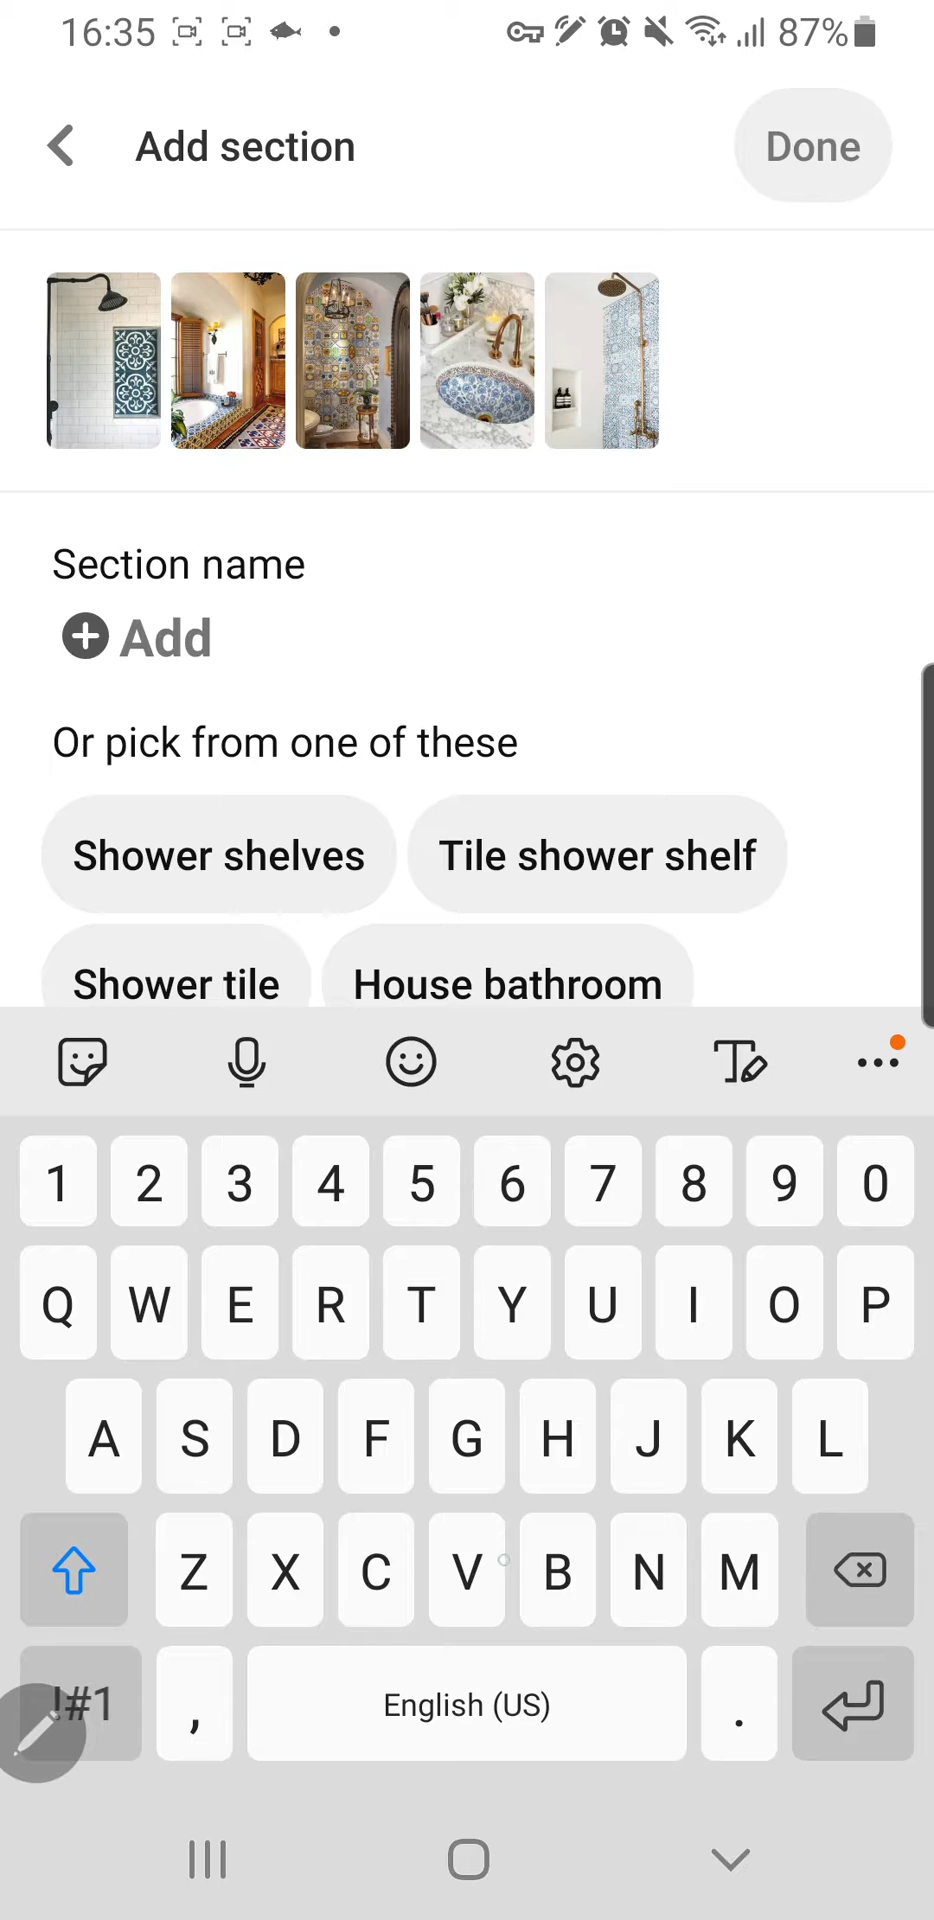 16:35 87%
Add section Done
Section name
Add
Or pick from one of these
Shower shelves Tile shower shelf
Shower tile House bathroom
1 2 3 4 5 6 7 8 9 0
Q W E R T Y U I O P
A S D F G H J K L
Z X C V B N M
!#1 , English (US) .